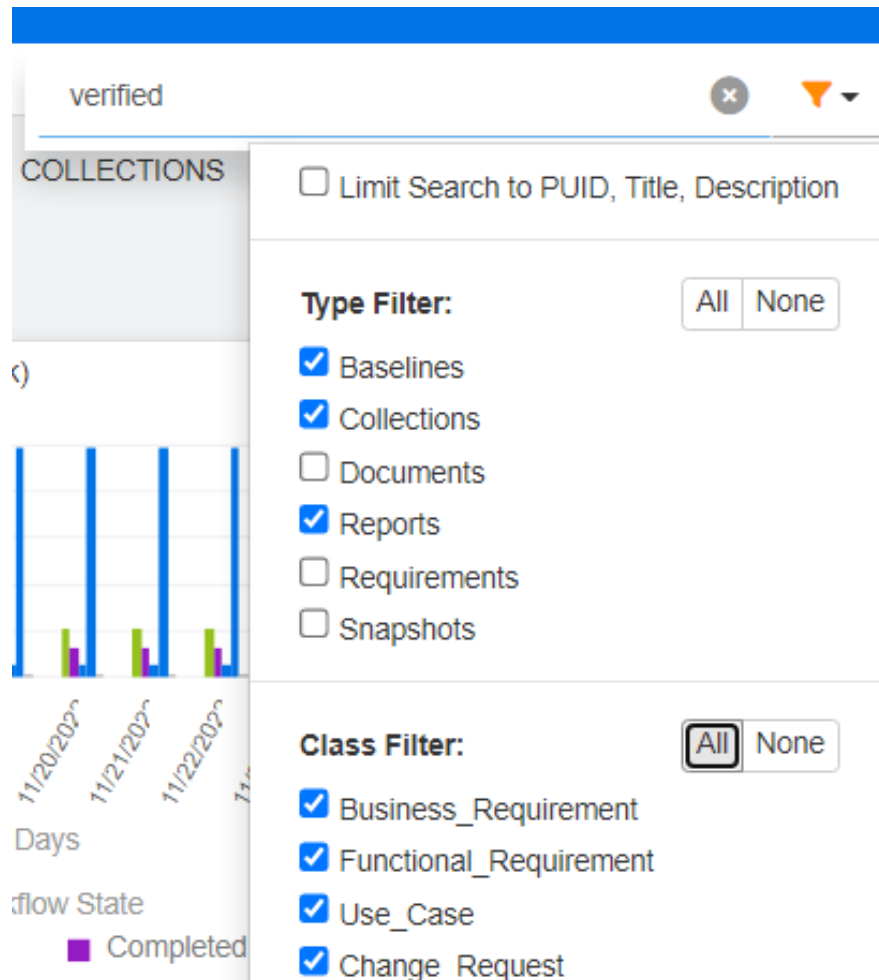 verified
COLLECTIONS
Limit Search to PUID, Title, Description
Type Filter:
All None
Baselines
k)
Collections
Documents
Reports
Requirements
Snapshots
Class Filter:
All None
Business_Requirement
Days
Functional_Requirement
Use_Case
Completed
Change_Request